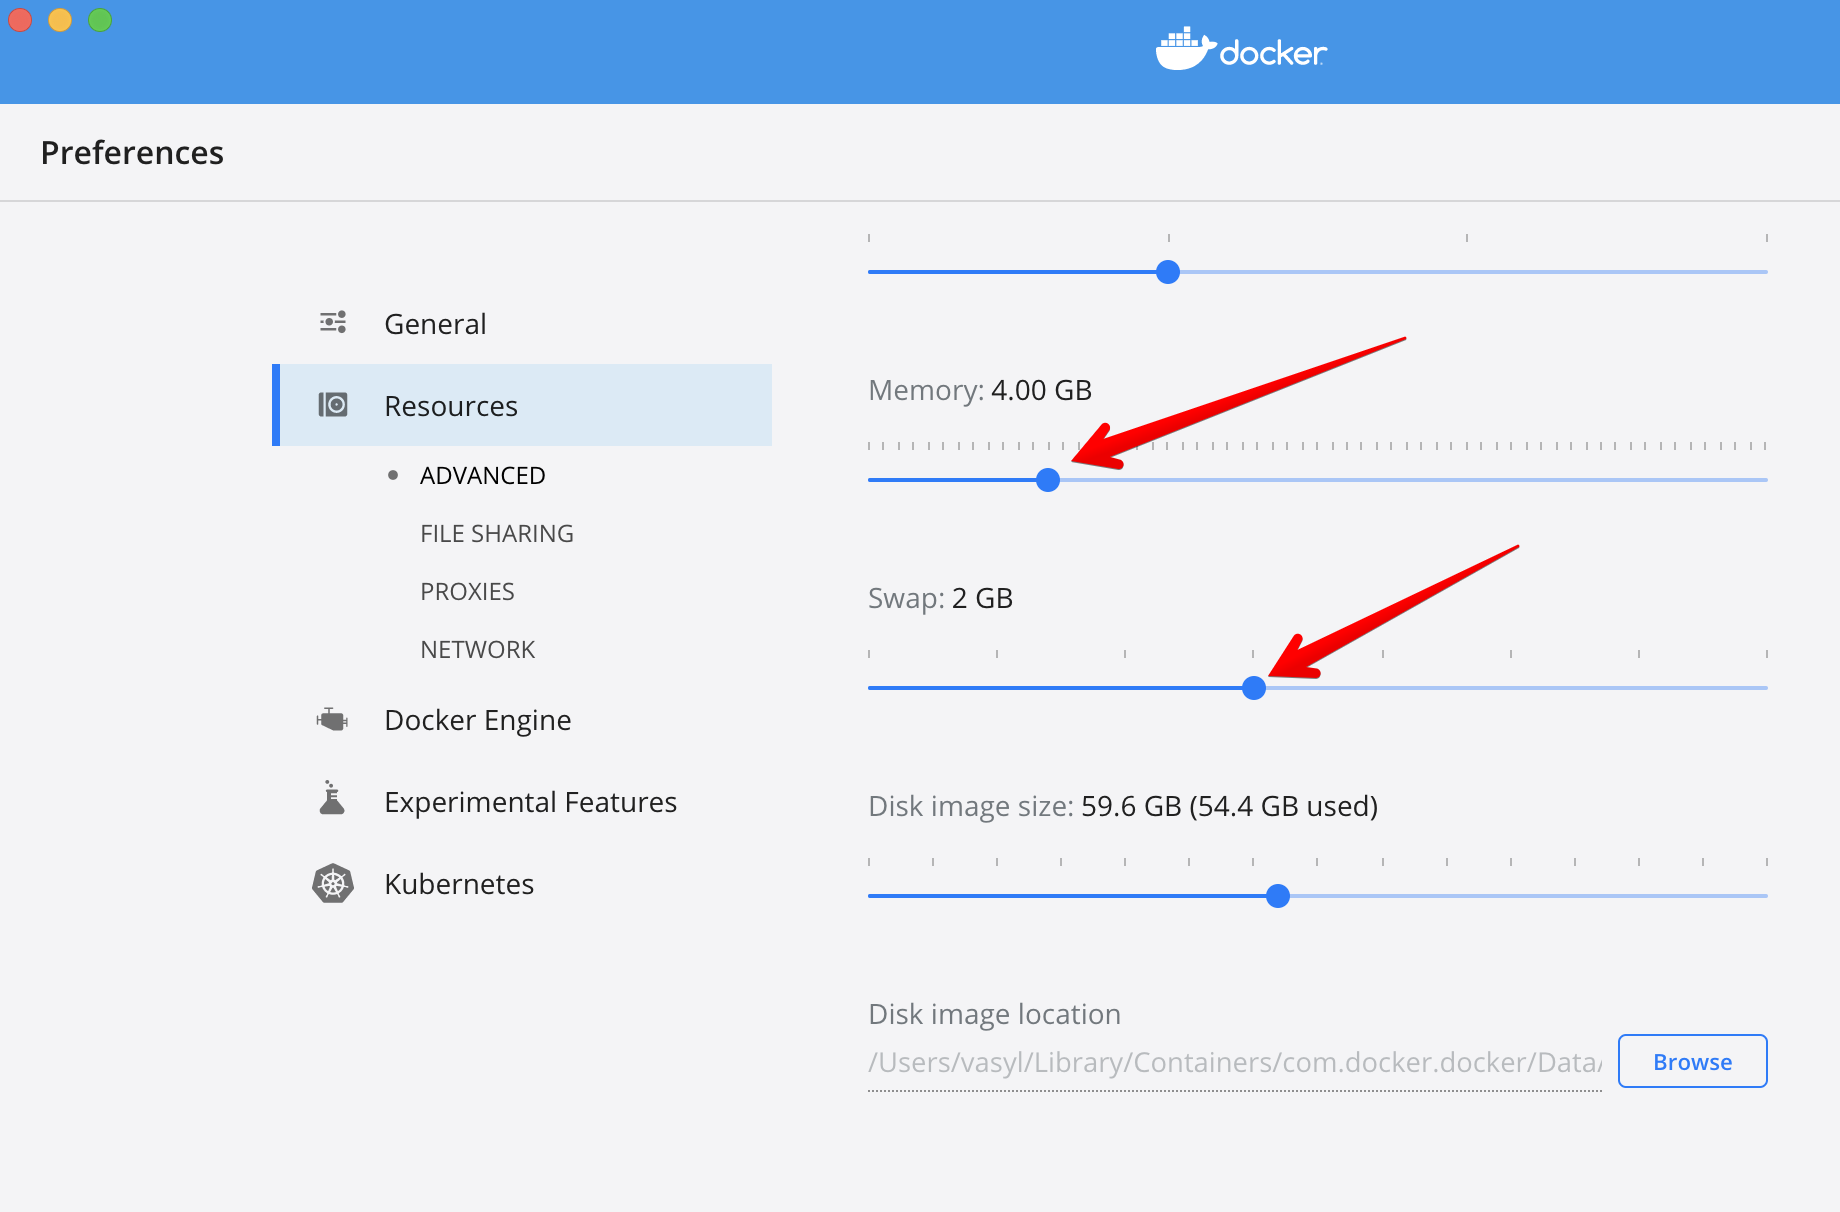 docker
Preferences
General
Resources
ADVANCED
FILE SHARING
PROXIES
NETWORK
Docker Engine
Experimental Features
Kubernetes
Memory: 4.00 GB
Swap: 2 GB
Disk image size: 59.6 GB (54.4 GB used)
Disk image location
/Users/vasyl/Library/Containers/com.docker.docker/Data/
Browse